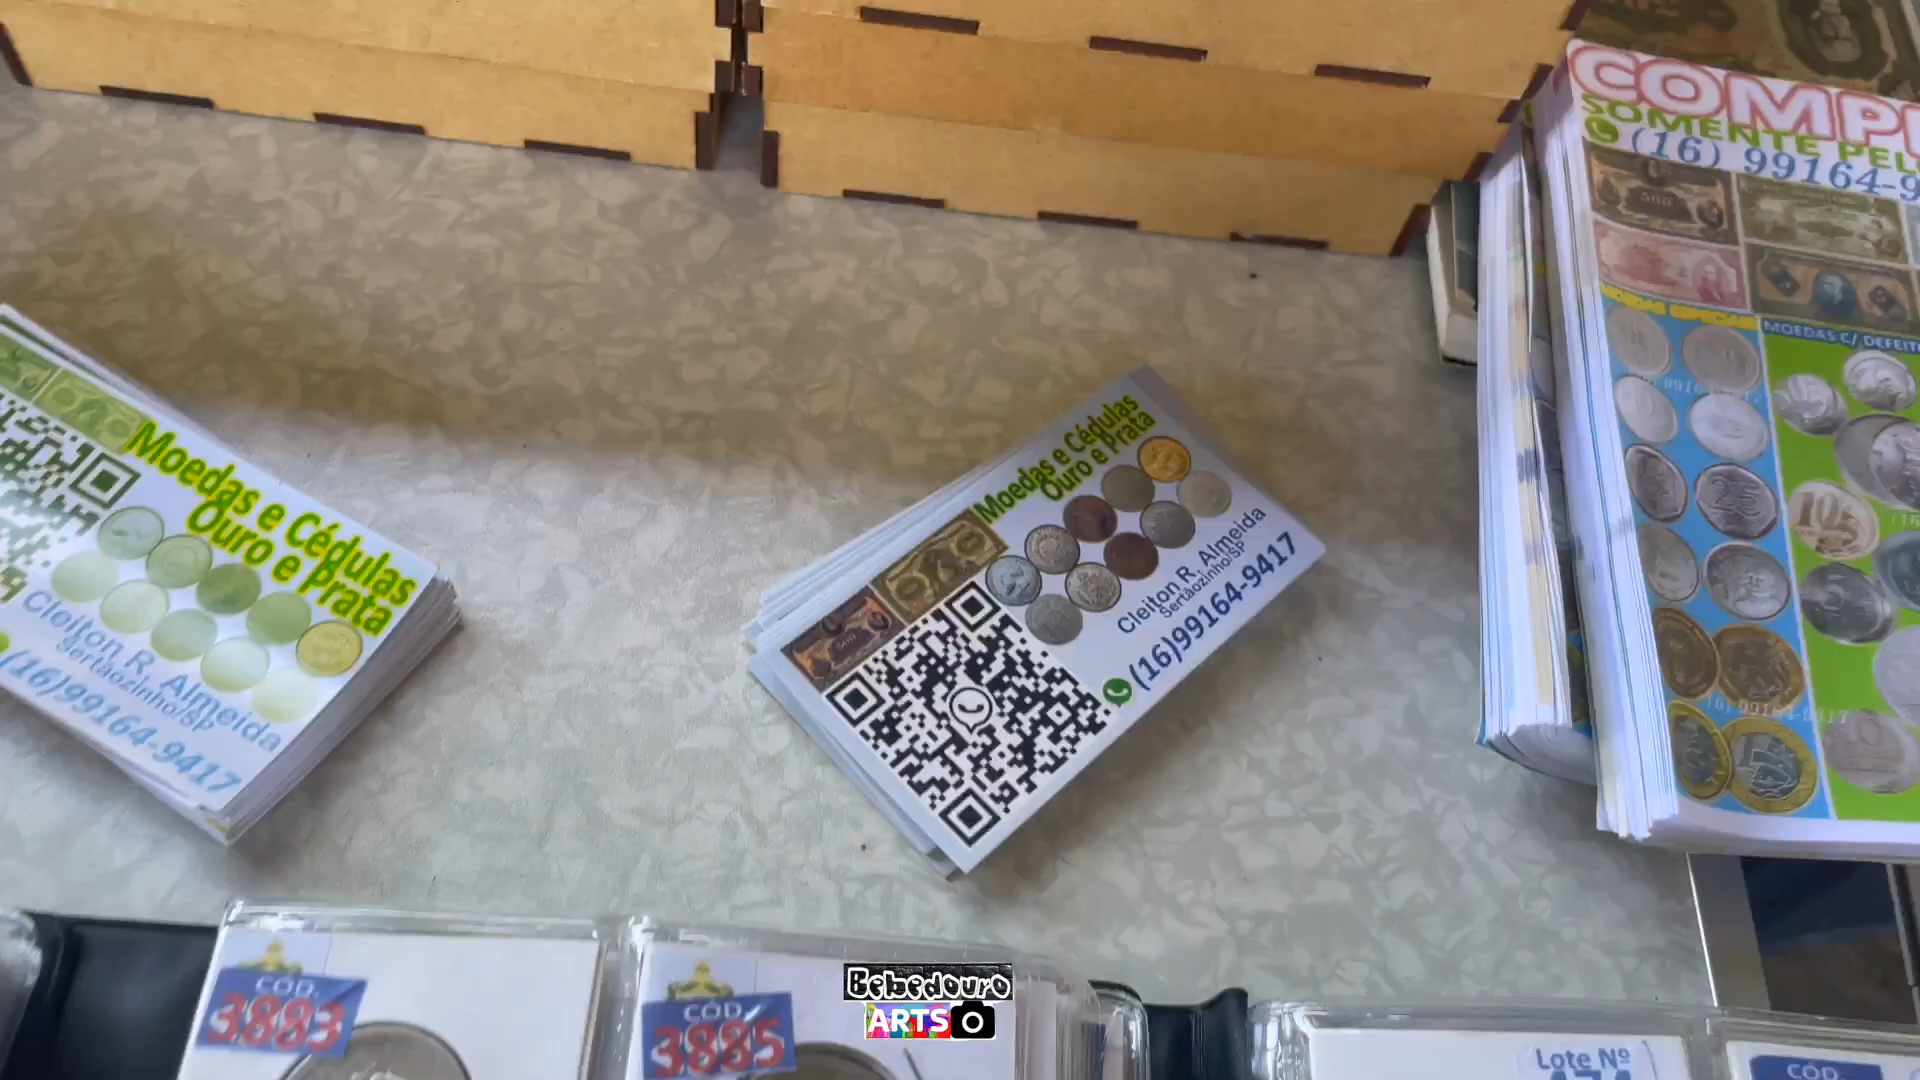 COMP
SOMENTE PEL
(16) 99164-9
MOEDAS C/ DEFEIT
25
10
Moedas e Cédulas
Ouro e Prata
Cleiton R. Almeida
Sertãozinho/SP
(16)99164-9417
Moedas e Cédulas
Ouro e Prata
Cleiton R. Almeida
Sertãozinho/SP
(16)99164-9417
CÓD.
3883
CÓD.
3885
Bebedouro
ARTS
Lote Nº
CÓD